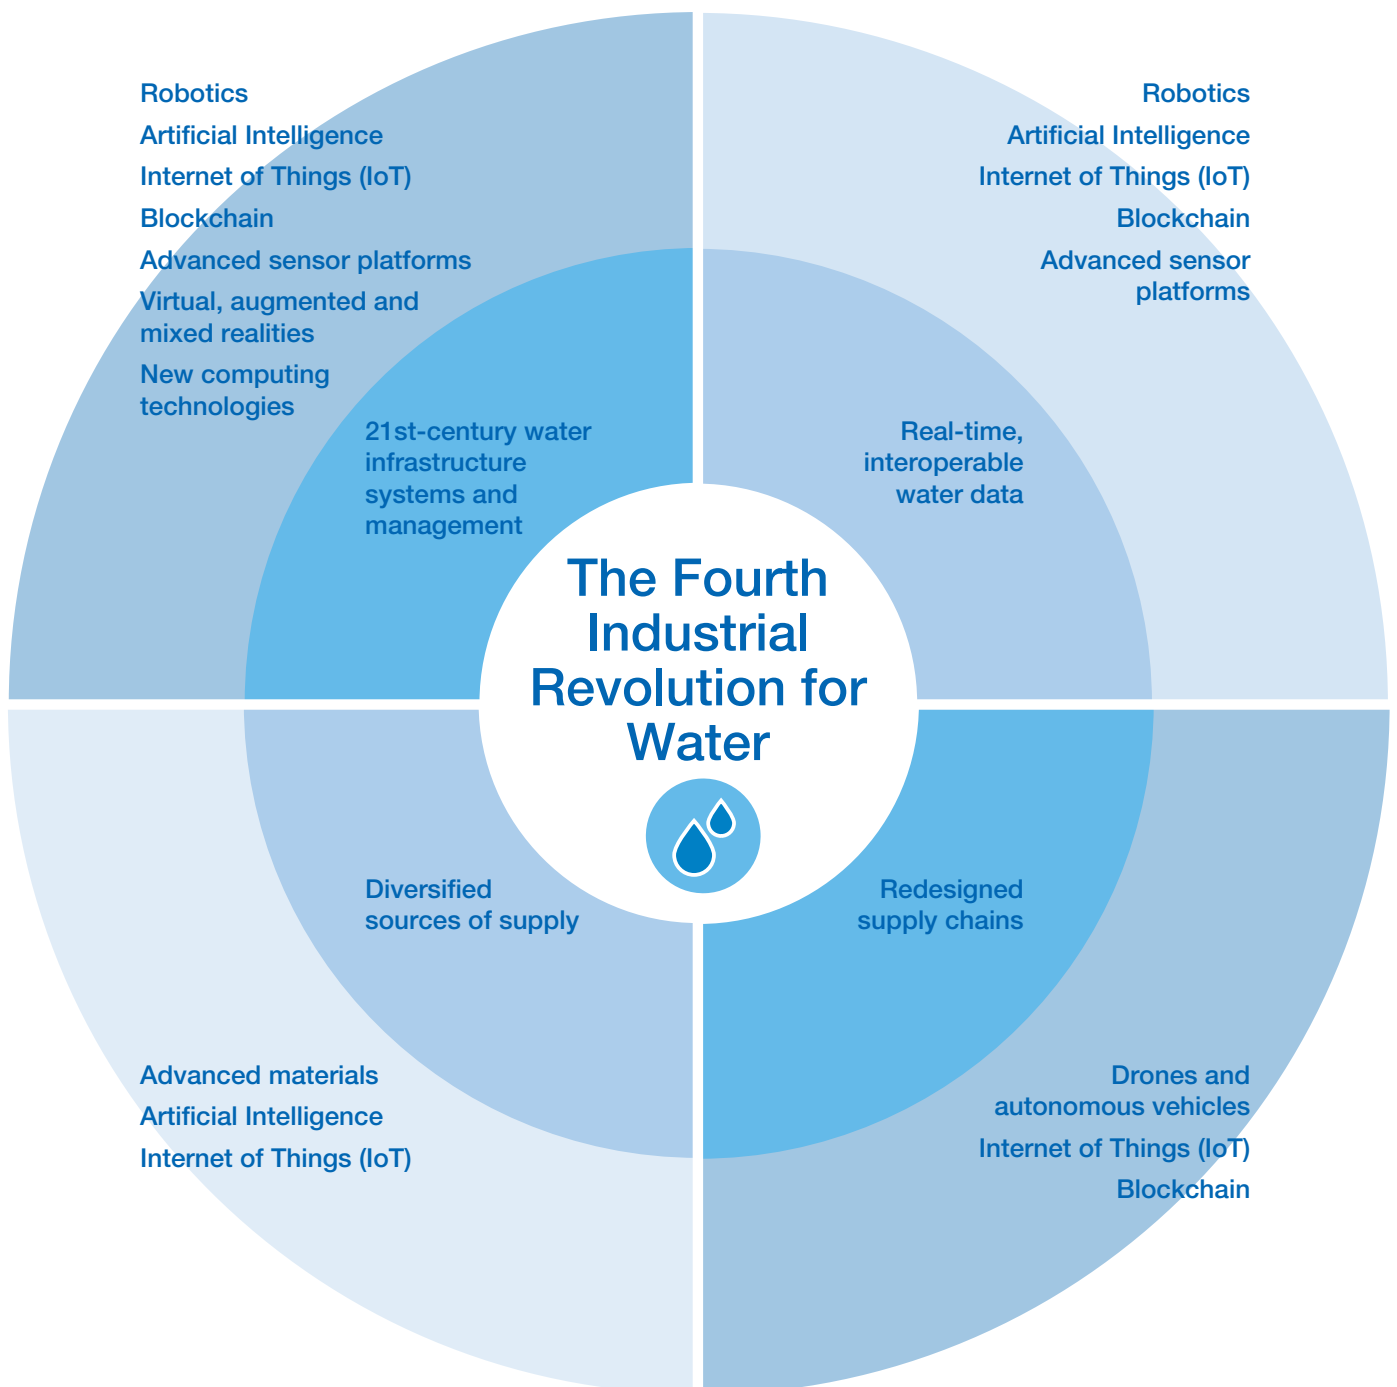 Robotics
Artificial Intelligence
Internet of Things (IoT)
Blockchain
Advanced sensor platforms
Virtual, augmented and
mixed realities
New computing
technologies
21st-century water
infrastructure
systems and
management
Robotics
Artificial Intelligence
Internet of Things (IoT)
Blockchain
Advanced sensor
platforms
Real-time,
interoperable
water data
The Fourth
Industrial
Revolution for
Water
Diversified
sources of supply
Advanced materials
Artificial Intelligence
Internet of Things (IoT)
Redesigned
supply chains
Drones and
autonomous vehicles
Internet of Things (IoT)
Blockchain